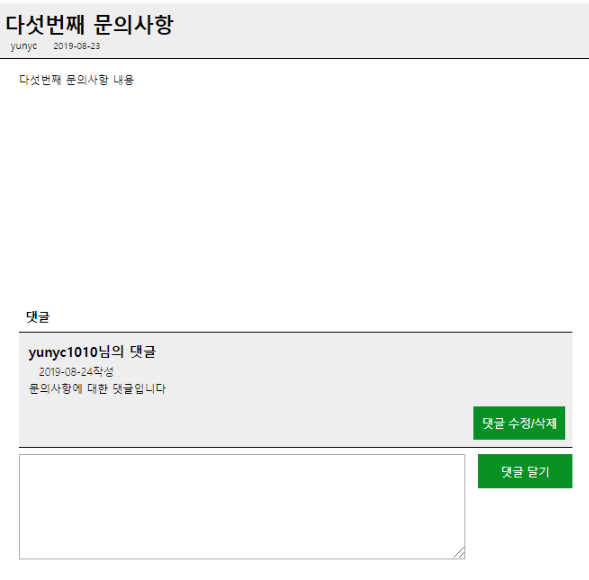 다섯번째 문의사항
yunyc 2019-08-23
다섯번째 문의사항 내용
댓글
yunyc1010님의 댓글
2019-08-24작성
문의사항에 대한 댓글입니다
댓글 수정/삭제
댓글 달기